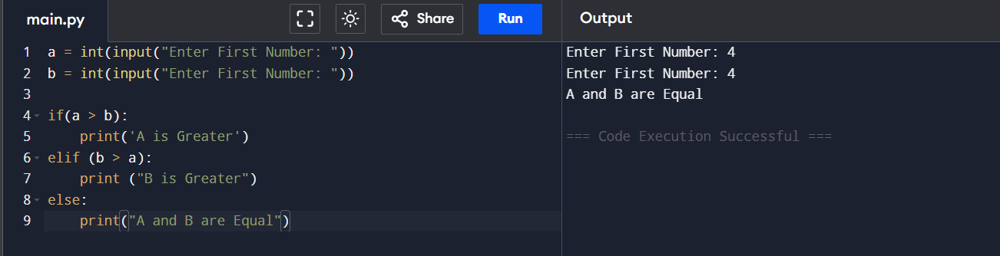 main.py
Share
Run
Output
1 a = int(input("Enter First Number: "))
2 b = int(input("Enter First Number: "))
3
4 if(a > b):
5     print('A is Greater')
6 elif (b > a):
7     print ("B is Greater")
8 else:
9     print("A and B are Equal")
Enter First Number: 4
Enter First Number: 4
A and B are Equal
=== Code Execution Successful ===